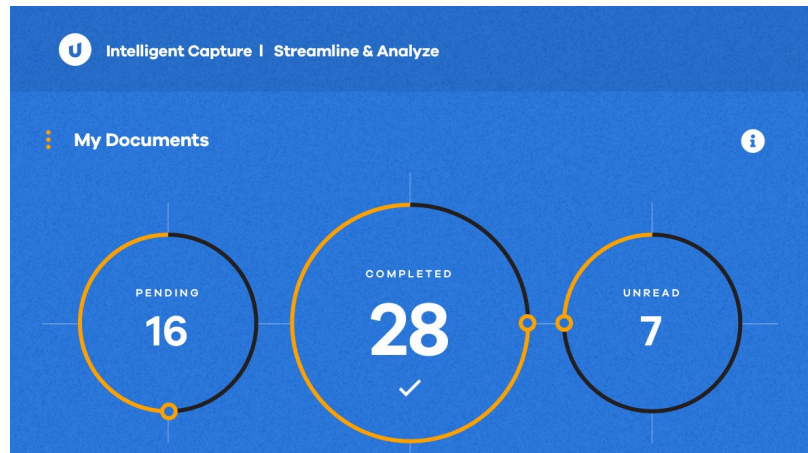 u Intelligent Capture | Streamline & Analyze
My Documents
i
PENDING
16
COMPLETED
28
UNREAD
7